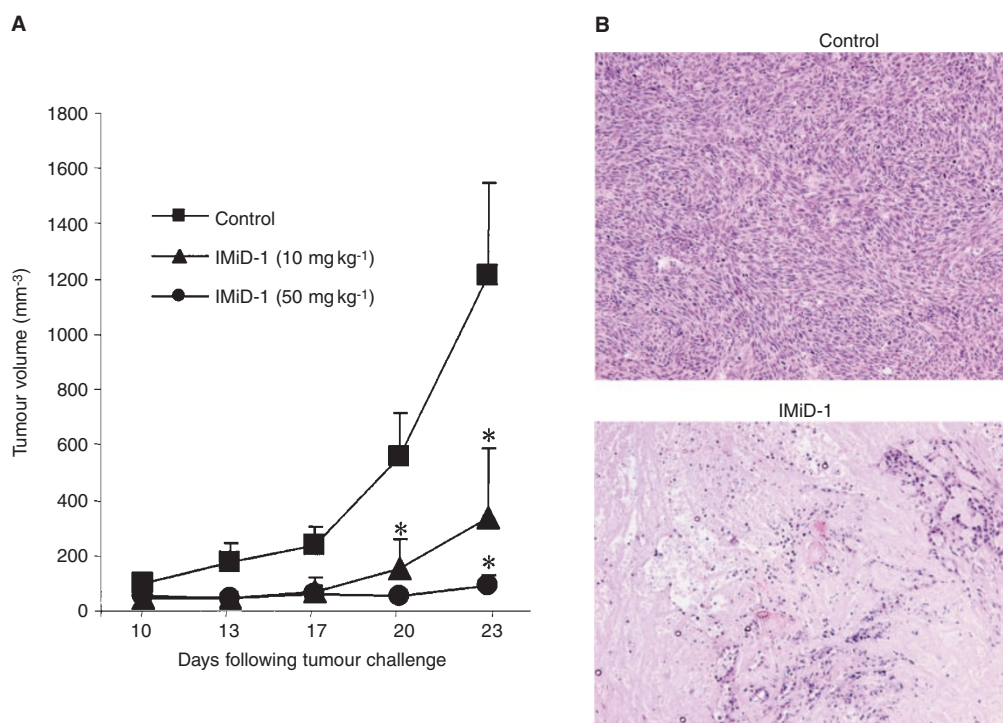 A
1800
1600
1400
1200
1000
800
600
400
200
0
Tumour volume (mm⁻³)
Control
IMiD-1 (10 mg kg⁻¹)
IMiD-1 (50 mg kg⁻¹)
*
*
*
10 13 17 20 23
Days following tumour challenge
B
Control
IMiD-1